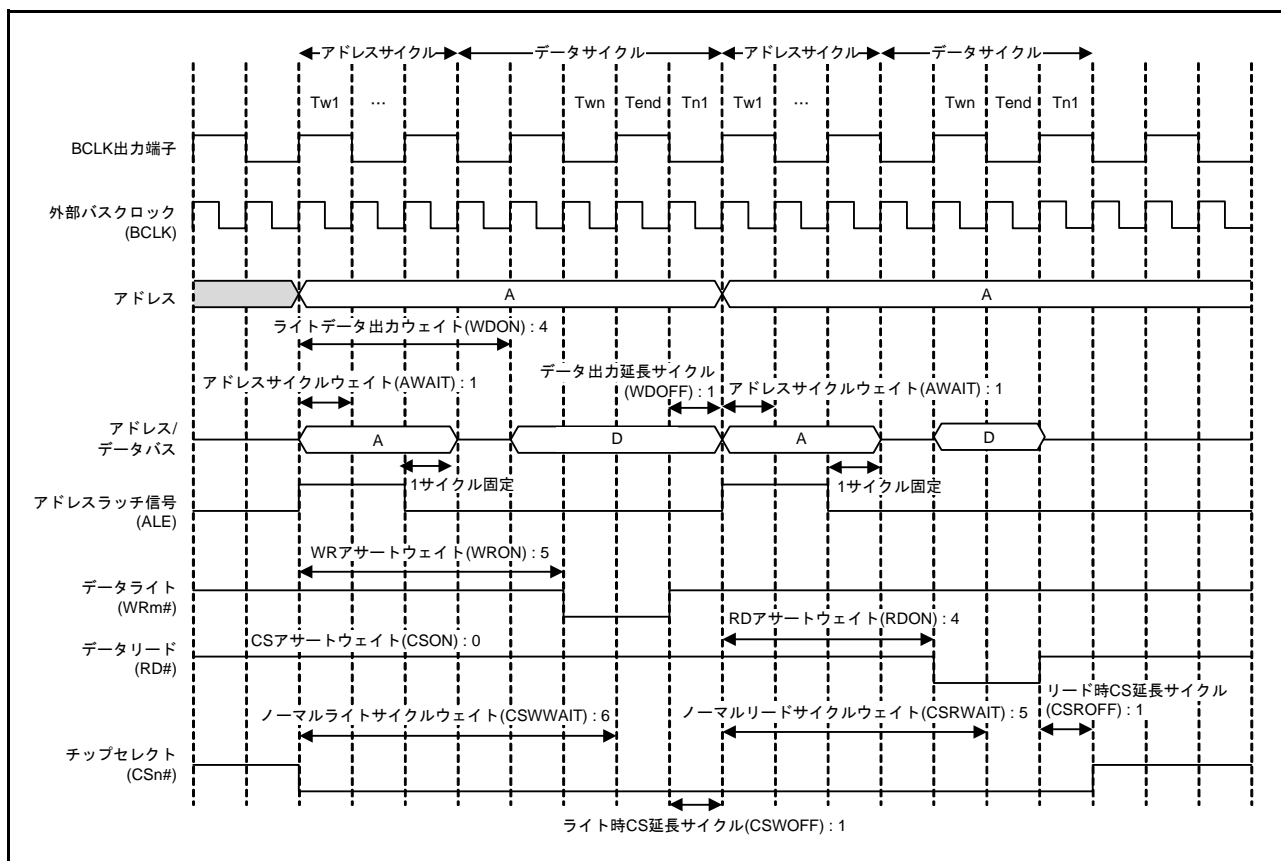 アドレスサイクル データサイクル アドレスサイクル データサイクル
Tw1 … Twn Tend Tn1 Tw1 … Twn Tend Tn1
BCLK出力端子
外部バスクロック
(BCLK)
アドレス A A
ライトデータ出力ウェイト(WDON) : 4
アドレスサイクルウェイト(AWAIT) : 1
データ出力延長サイクル
(WDOFF) : 1
アドレスサイクルウェイト(AWAIT) : 1
アドレス/
データバス
A D A D
1サイクル固定 1サイクル固定
アドレスラッチ信号
(ALE)
WRアサートウェイト(WRON) : 5
データライト
(WRm#)
RDアサートウェイト(RDON) : 4
CSアサートウェイト(CSON) : 0
データリード
(RD#)
リード時CS延長サイクル
(CSROFF) : 1
ノーマルライトサイクルウェイト(CSWWAIT) : 6
ノーマルリードサイクルウェイト(CSRWAIT) : 5
チップセレクト
(CSn#)
ライト時CS延長サイクル(CSWOFF) : 1